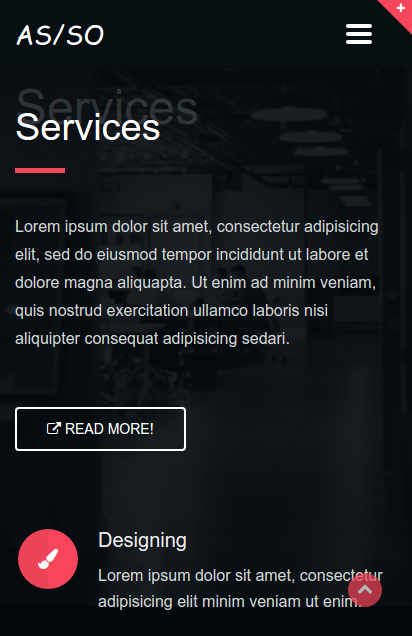 AS/SO
Services
Services
Lorem ipsum dolor sit amet, consectetur adipisicing
elit, sed do eiusmod tempor incididunt ut labore et
dolore magna aliquapta. Ut enim ad minim veniam,
quis nostrud exercitation ullamco laboris nisi
aliquipter consequat adipisicing sedari.
READ MORE!
Designing
Lorem ipsum dolor sit amet, consectetur
adipisicing elit minim veniam ut enim.